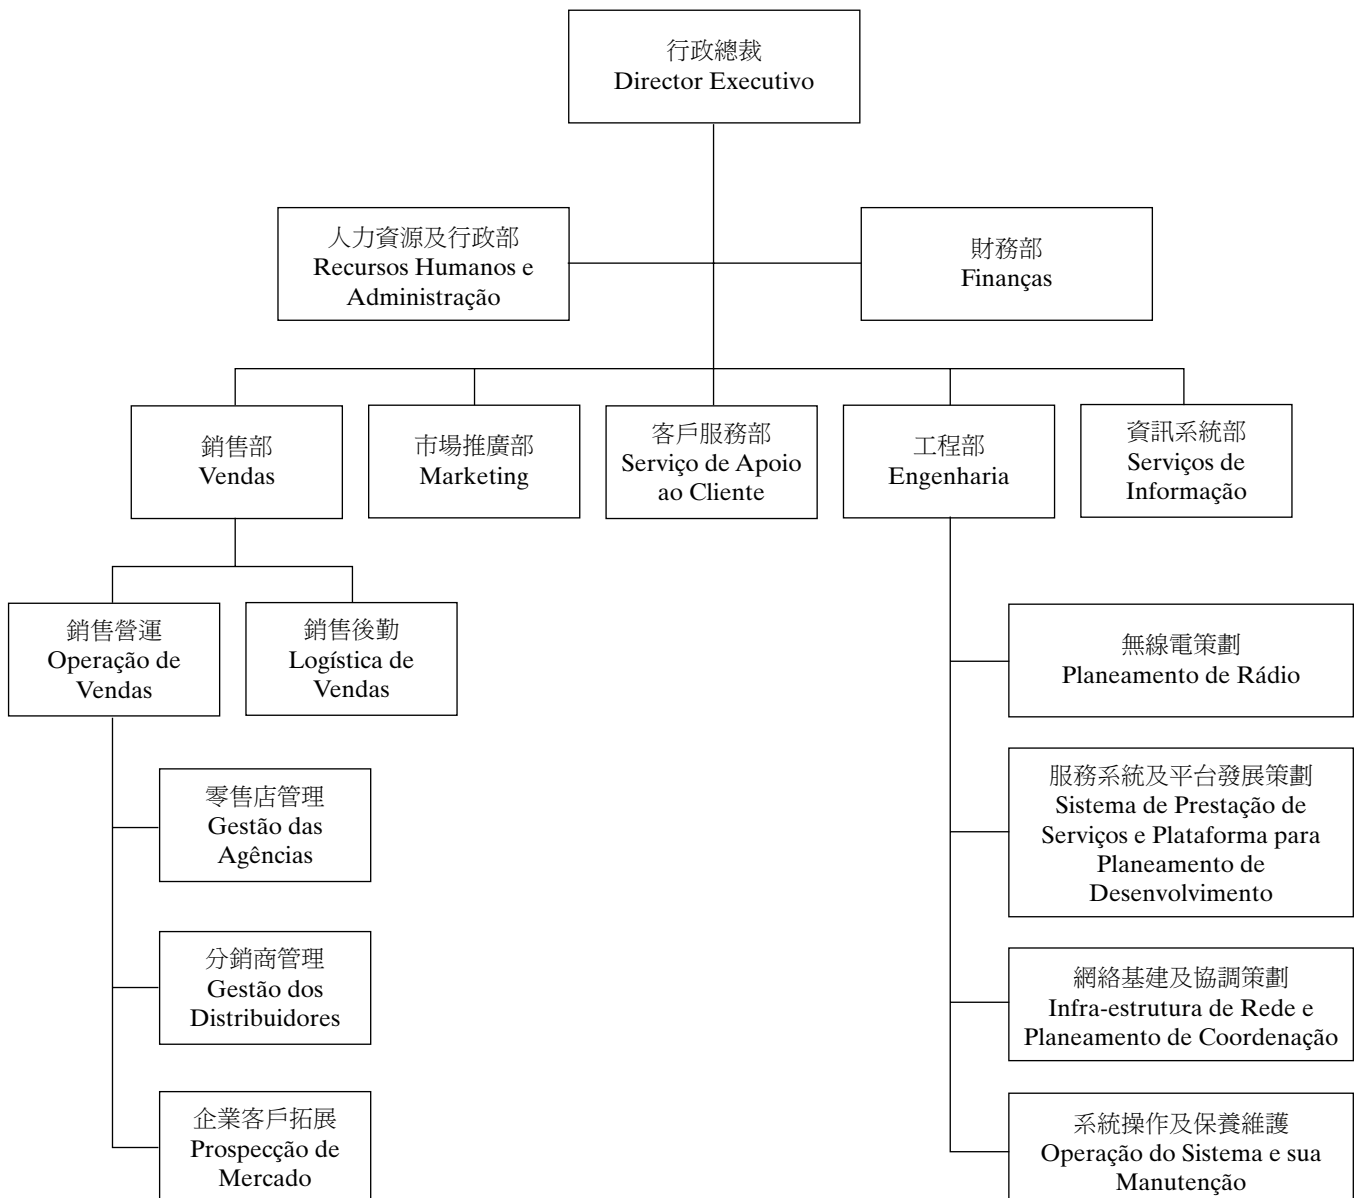 行政總裁
Director Executivo
人力資源及行政部
Recursos Humanos e
Administração
財務部
Finanças
銷售部
Vendas
市場推廣部
Marketing
客戶服務部
Serviço de Apoio
ao Cliente
工程部
Engenharia
資訊系統部
Serviços de
Informação
銷售營運
Operação de
Vendas
銷售後勤
Logística de
Vendas
零售店管理
Gestão das
Agências
分銷商管理
Gestão dos
Distribuidores
企業客戶拓展
Prospecção de
Mercado
無線電策劃
Planeamento de Rádio
服務系統及平台發展策劃
Sistema de Prestação de
Serviços e Plataforma para
Planeamento de
Desenvolvimento
網絡基建及協調策劃
Infra-estrutura de Rede e
Planeamento de Coordenação
系統操作及保養維護
Operação do Sistema e sua
Manutenção